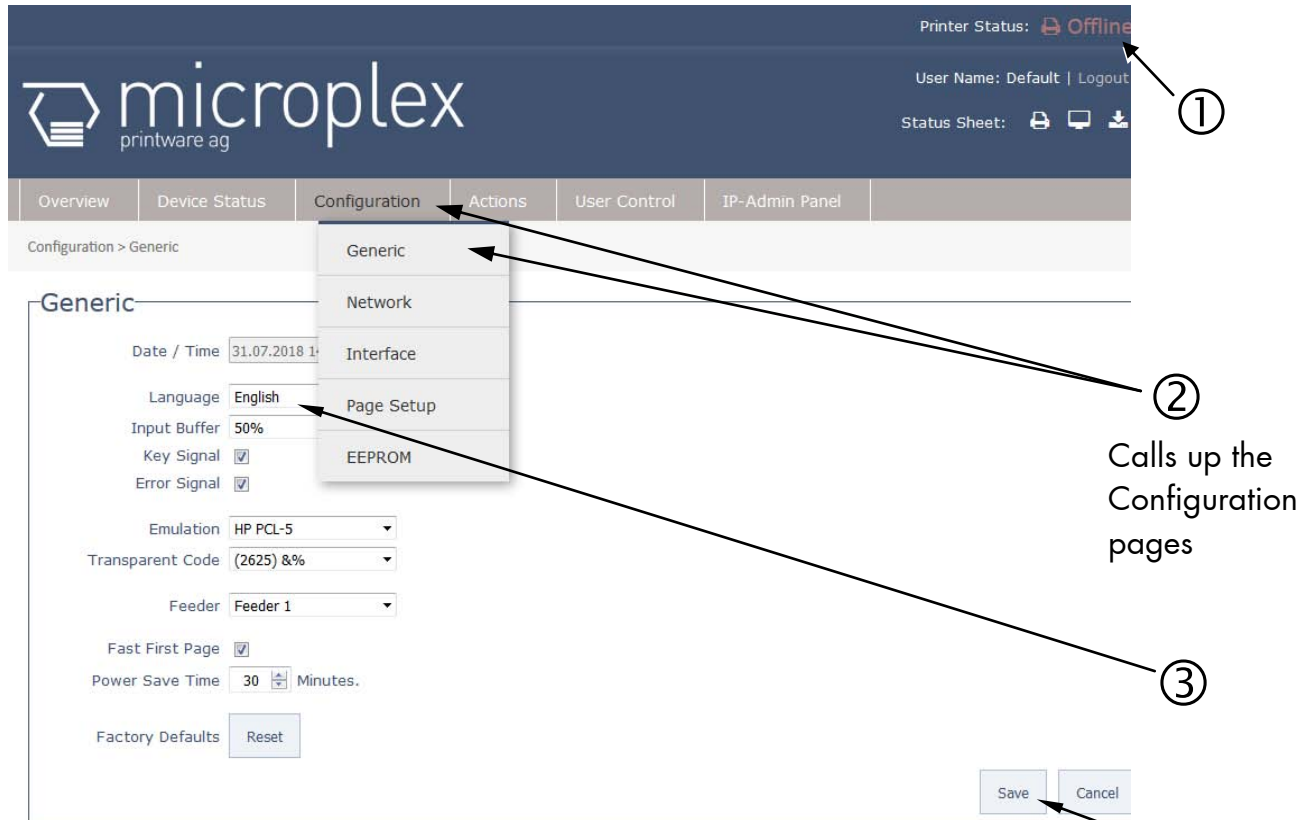 Printer Status: Offline
microplex
printware ag
User Name: Default | Logout
Status Sheet:
①
Overview Device Status Configuration Actions User Control IP-Admin Panel
Configuration > Generic
Generic
Network
Interface
Page Setup
EEPROM
Generic
Date / Time 31.07.2018
Language English
Input Buffer 50%
Key Signal
Error Signal
Emulation HP PCL-5
Transparent Code (2625) &%
Feeder Feeder 1
Fast First Page
Power Save Time 30 Minutes.
Factory Defaults Reset
Save Cancel
②
Calls up the
Configuration
pages
③